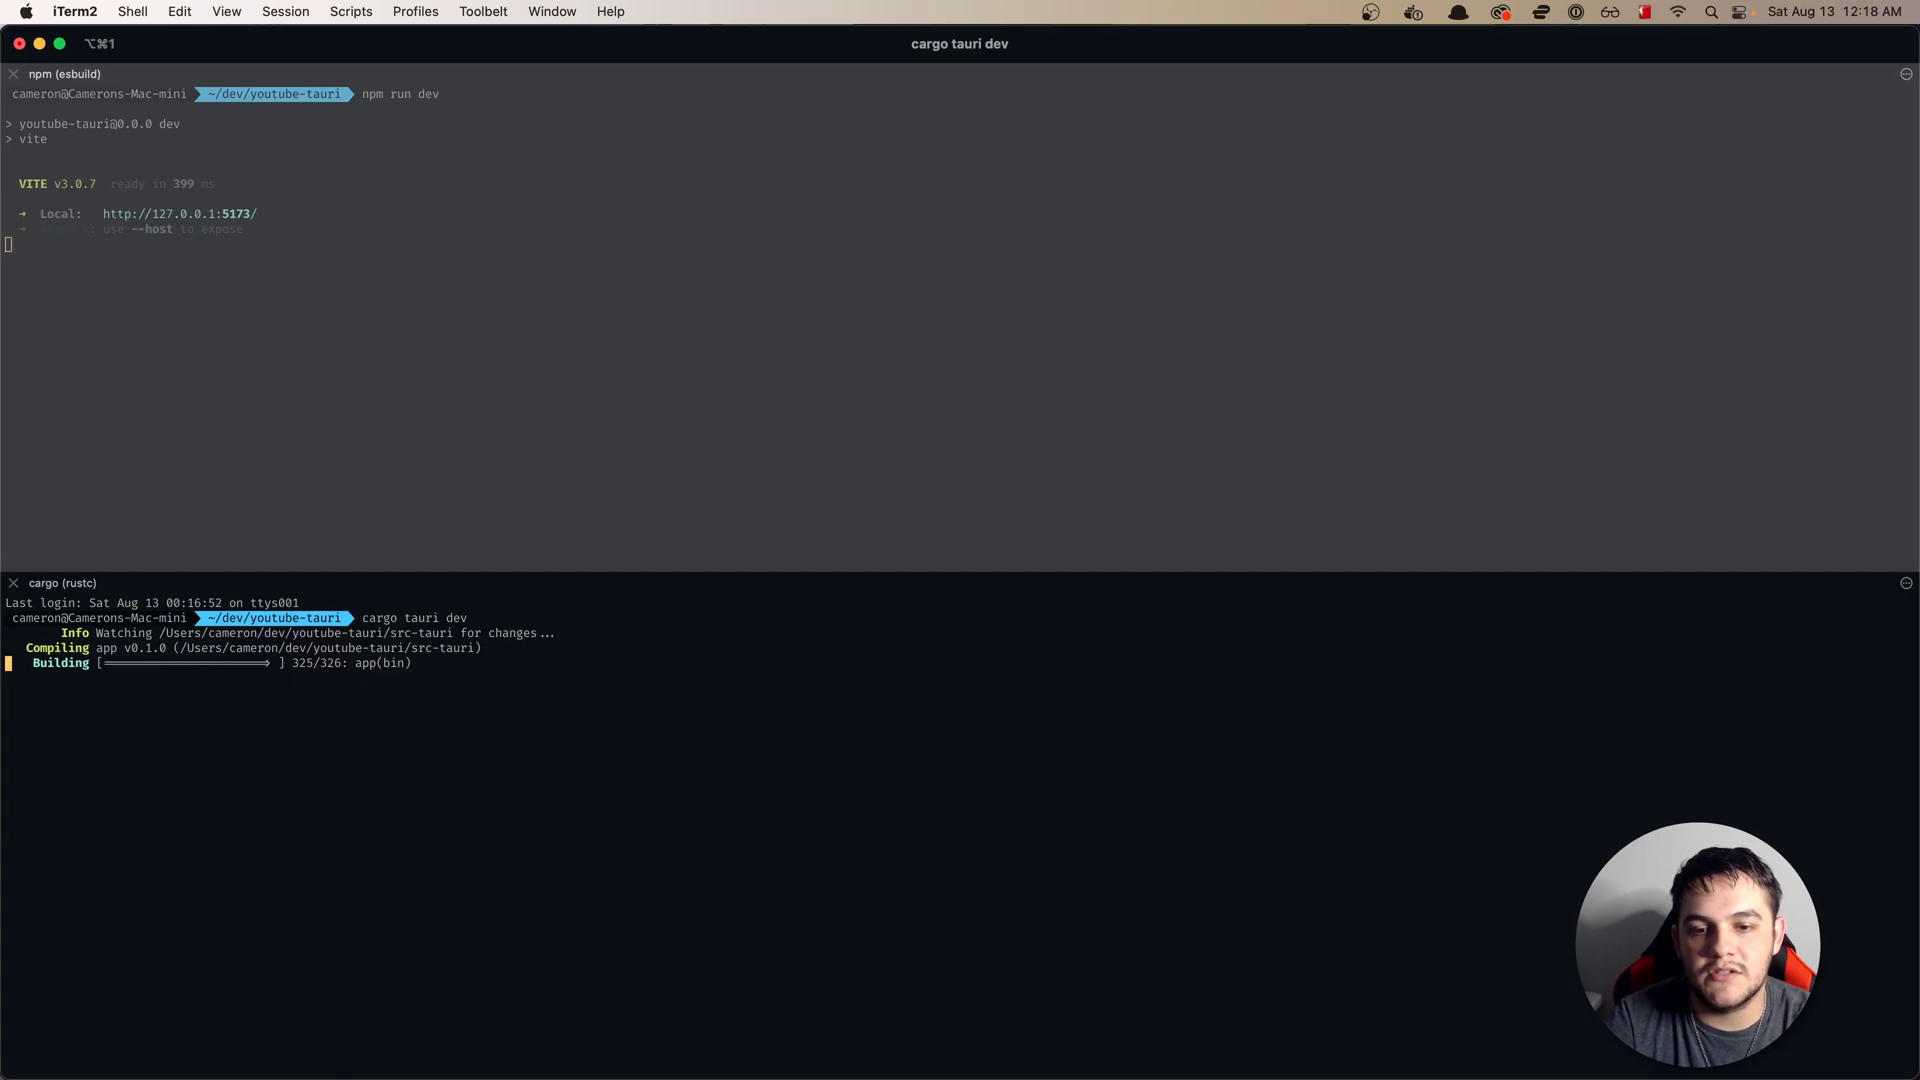 iTerm2 Shell Edit View Session Scripts Profiles Toolbelt Window Help Sat Aug 13 12:18 AM
⌥⌘1 cargo tauri dev
npm (esbuild)
cameron@Camerons-Mac-mini ~/dev/youtube-tauri npm run dev
> youtube-tauri@0.0.0 dev
> vite
VITE v3.0.7 ready in 399 ms
➜ Local: http://127.0.0.1:5173/
➜ : use --host to expose
cargo (rustc)
Last login: Sat Aug 13 00:16:52 on ttys001
cameron@Camerons-Mac-mini ~/dev/youtube-tauri cargo tauri dev
Info Watching /Users/cameron/dev/youtube-tauri/src-tauri for changes...
Compiling app v0.1.0 (/Users/cameron/dev/youtube-tauri/src-tauri)
Building [=======================> ] 325/326: app(bin)